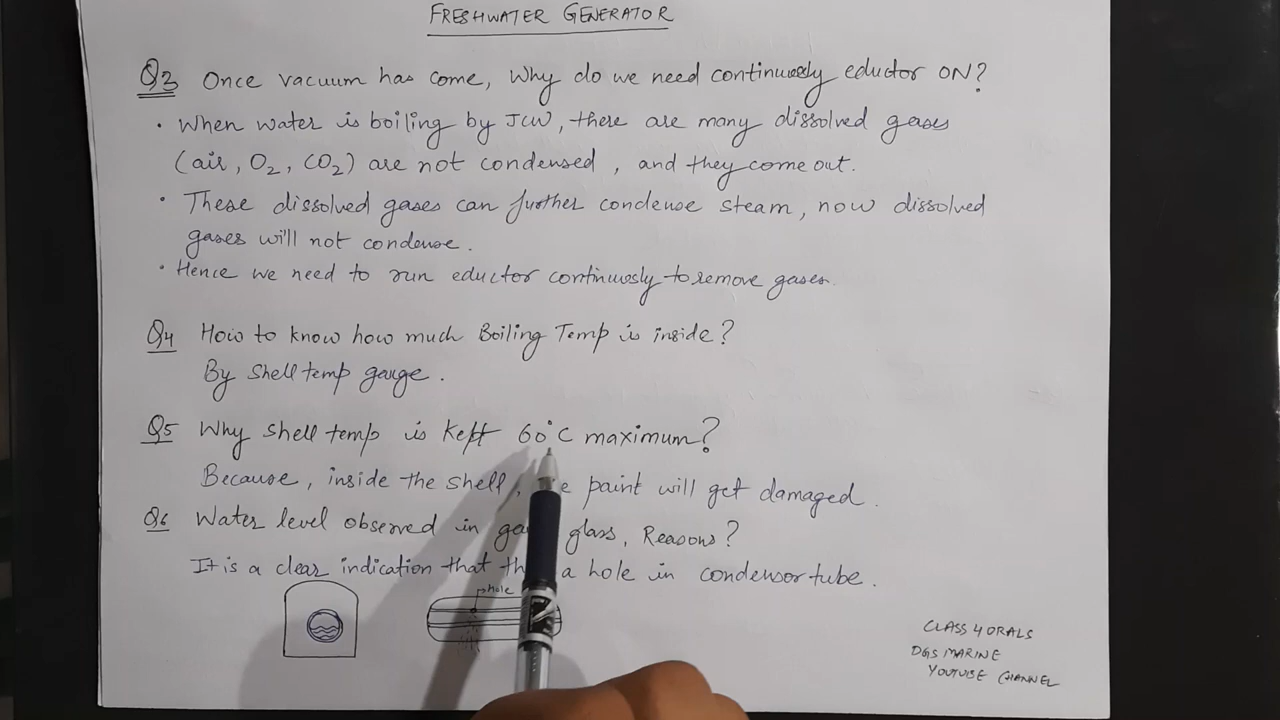 FRESHWATER GENERATOR
Q3 Once vacuum has come, Why do we need continuously eductor ON?
• When water is boiling by JCW, there are many dissolved gases
(air, O2, CO2) are not condensed, and they come out.
• These dissolved gases can further condense steam, now dissolved
gases will not condense.
• Hence we need to run eductor continuosly to remove gases.
Q4 How to know how much Boiling Temp is inside?
By Shell temp gauge.
Q5 Why shell temp is kept 60°C maximum?
Because, inside the shell, paint will get damaged.
Q6 Water level observed in glass, Reasons?
It is a clear indication that a hole in condensor tube.
hole
CLASS 4 ORALS
DGS MARINE
YOUTUBE CHANNEL